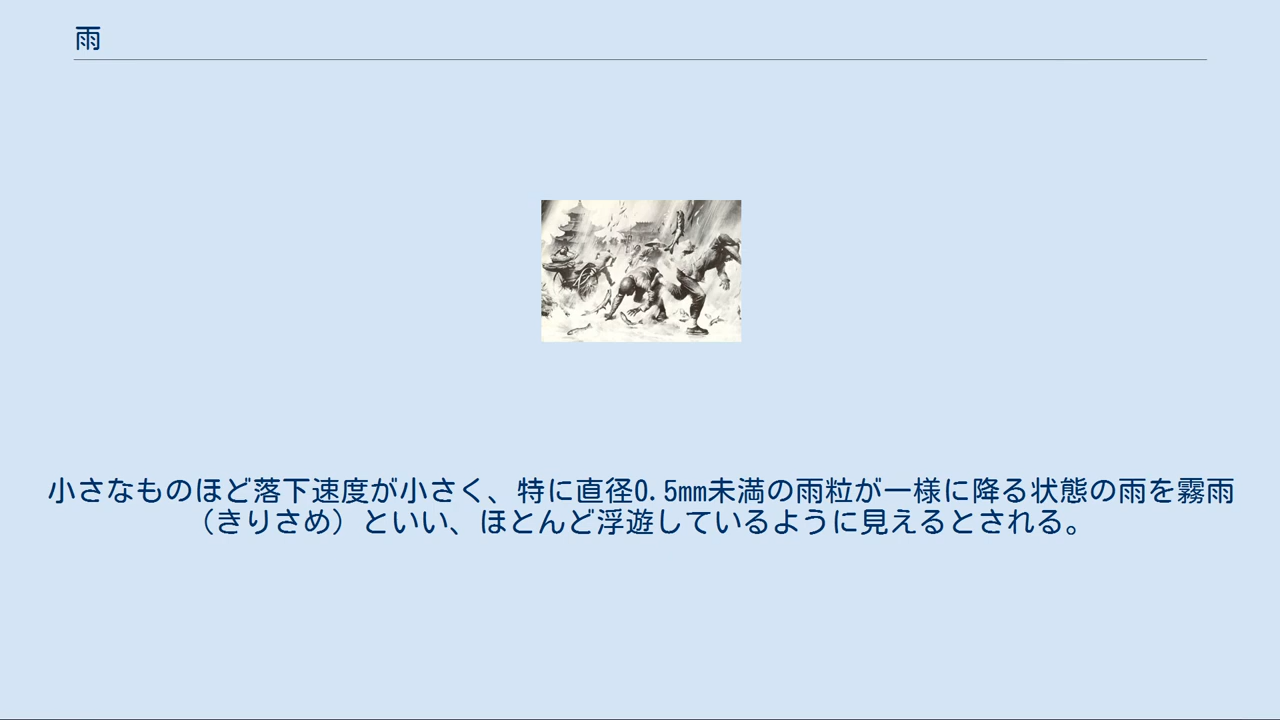 雨
小さなものほど落下速度が小さく、特に直径0.5mm未満の雨粒が一様に降る状態の雨を霧雨
（きりさめ）といい、ほとんど浮遊しているように見えるとされる。